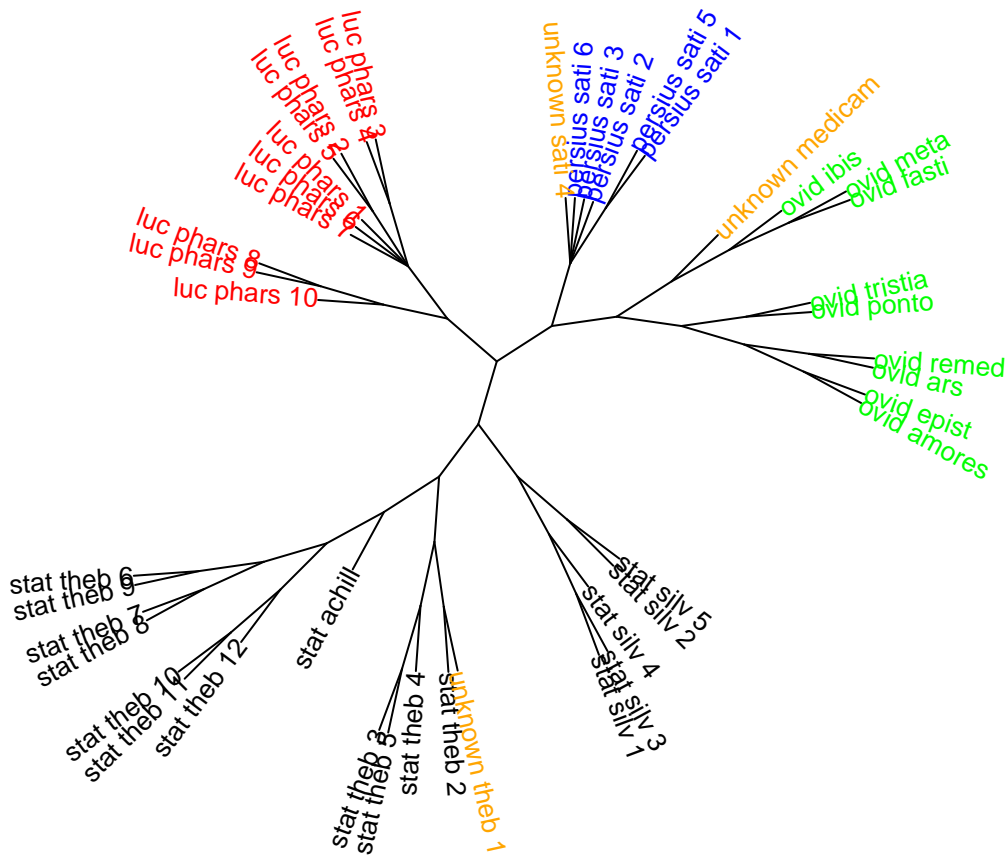 luc phars 3
luc phars 4
luc phars 2
luc phars 5
luc phars 1
luc phars 6
luc phars 7
luc phars 8
luc phars 9
luc phars 10
unknown sati 4
persius sati 6
persius sati 3
persius sati 2
persius sati 5
persius sati 1
unknown medicam
ovid ibis
ovid meta
ovid fasti
ovid tristia
ovid ponto
ovid remed
ovid ars
ovid epist
ovid amores
stat silv 5
stat silv 2
stat silv 4
stat silv 3
stat silv 1
unknown theb 1
stat theb 2
stat theb 4
stat theb 5
stat theb 3
stat achill
stat theb 12
stat theb 11
stat theb 10
stat theb 8
stat theb 7
stat theb 9
stat theb 6